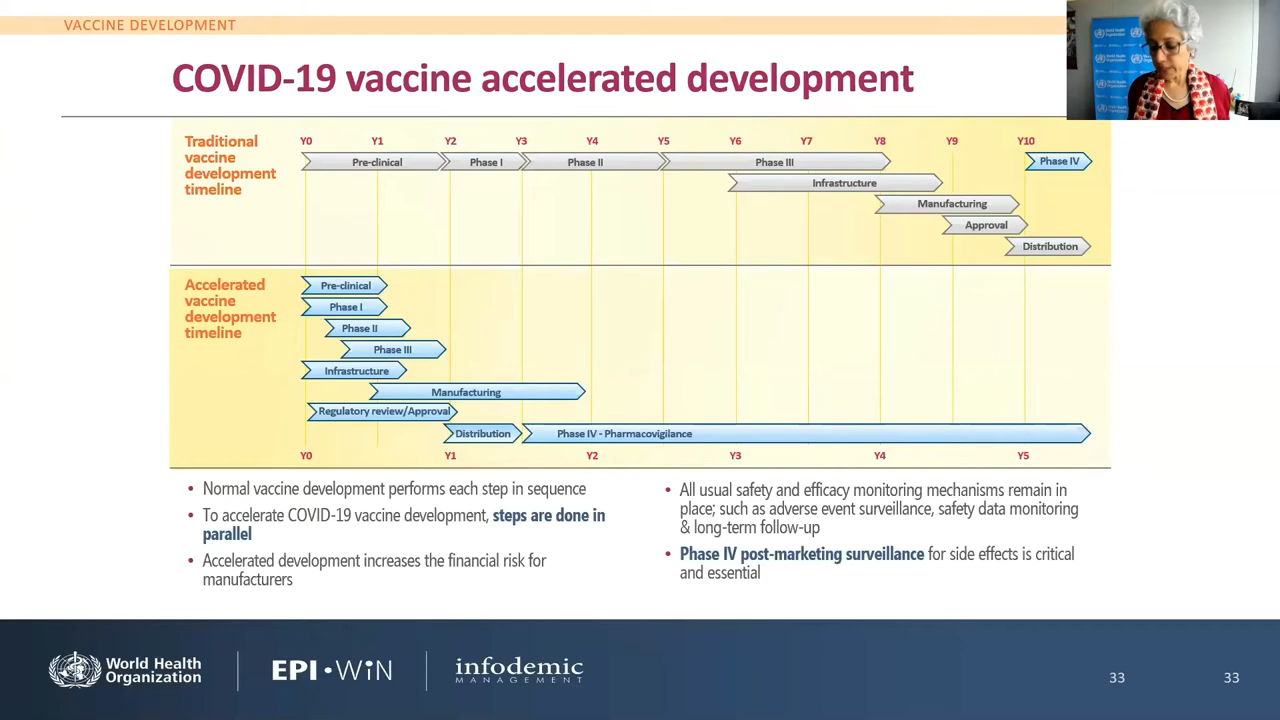 VACCINE DEVELOPMENT
COVID-19 vaccine accelerated development
Traditional
vaccine
development
timeline
Y0 Y1 Y2 Y3 Y4 Y5 Y6 Y7 Y8 Y9 Y10
Pre-clinical Phase I Phase II Phase III Phase IV
Infrastructure
Manufacturing
Approval
Distribution
Accelerated
vaccine
development
timeline
Pre-clinical
Phase I
Phase II
Phase III
Infrastructure
Manufacturing
Regulatory review/Approval
Distribution Phase IV - Pharmacovigilance
Y0 Y1 Y2 Y3 Y4 Y5
• Normal vaccine development performs each step in sequence
• To accelerate COVID-19 vaccine development, steps are done in
parallel
• Accelerated development increases the financial risk for
manufacturers
• All usual safety and efficacy monitoring mechanisms remain in
place; such as adverse event surveillance, safety data monitoring
& long-term follow-up
• Phase IV post-marketing surveillance for side effects is critical
and essential
World Health
Organization
EPI·WiN
infodemic
MANAGEMENT
33 33